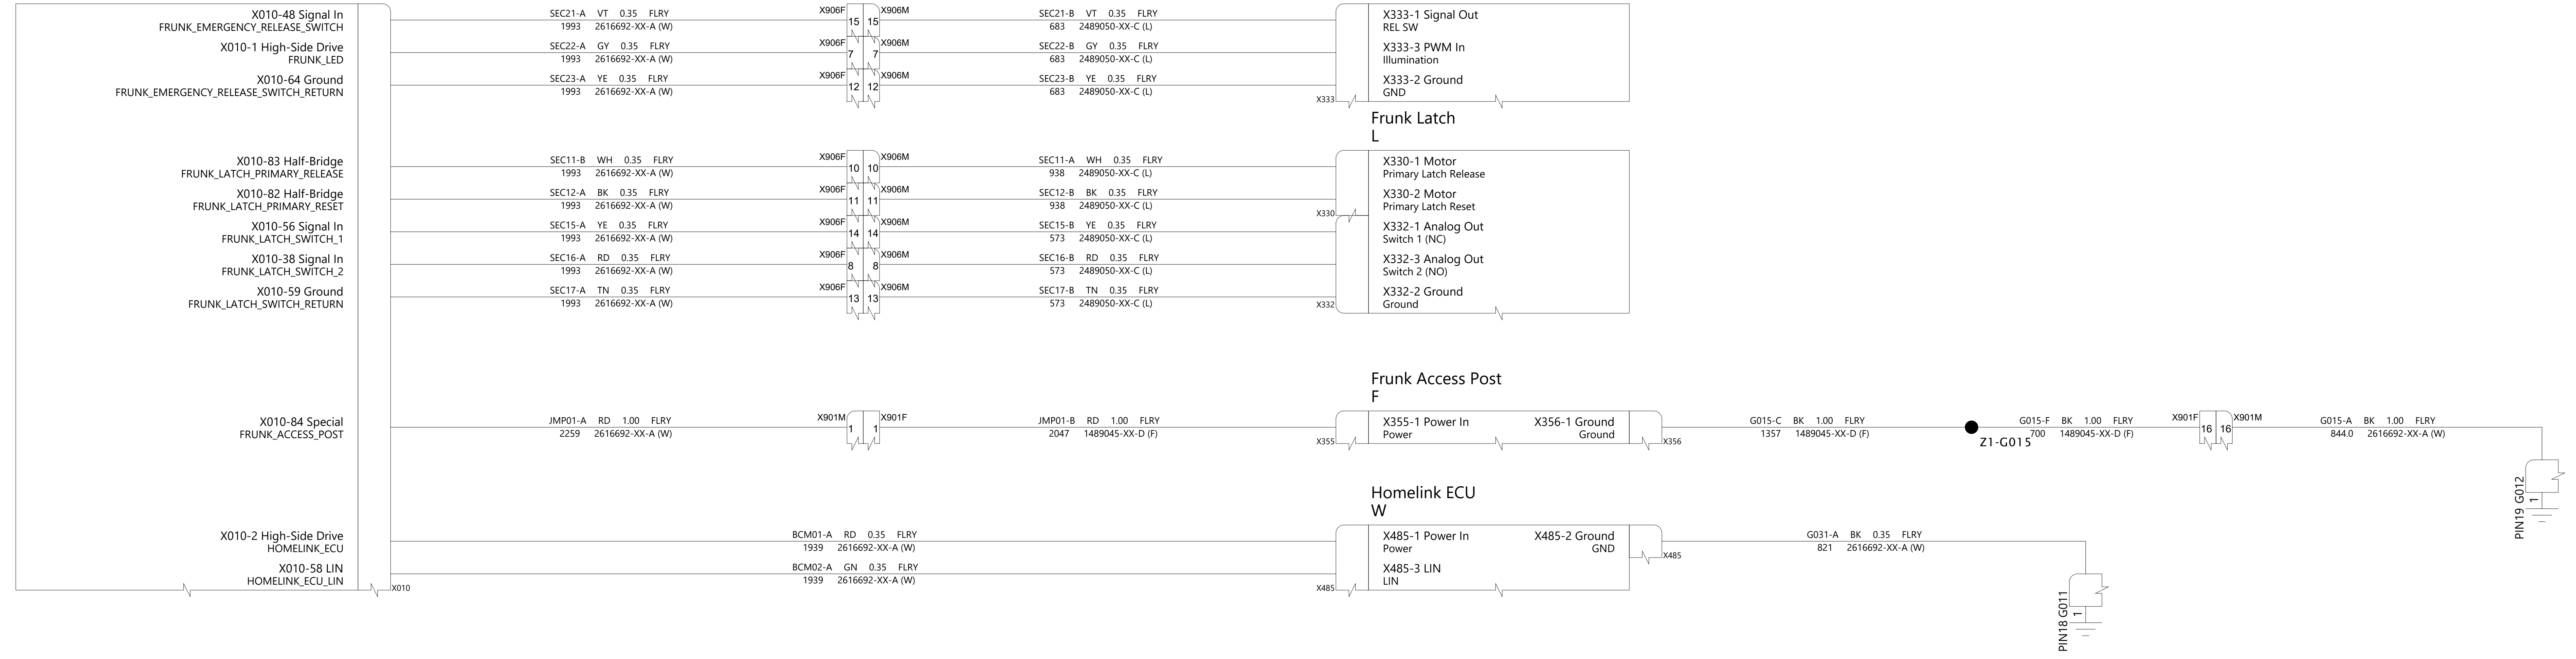 X010-48 Signal In
FRUNK_EMERGENCY_RELEASE_SWITCH
SEC21-A VT 0.35 FLRY
1993 2616692-XX-A (W)
X906F 15 15 X906M
SEC21-B VT 0.35 FLRY
683 2489050-XX-C (L)
X333-1 Signal Out
REL SW
X010-1 High-Side Drive
FRUNK_LED
SEC22-A GY 0.35 FLRY
1993 2616692-XX-A (W)
X906F 7 7 X906M
SEC22-B GY 0.35 FLRY
683 2489050-XX-C (L)
X333-3 PWM In
Illumination
X010-64 Ground
FRUNK_EMERGENCY_RELEASE_SWITCH_RETURN
SEC23-A YE 0.35 FLRY
1993 2616692-XX-A (W)
X906F 12 12 X906M
SEC23-B YE 0.35 FLRY
683 2489050-XX-C (L)
X333-2 Ground
GND
X333
Frunk Latch
L
X010-83 Half-Bridge
FRUNK_LATCH_PRIMARY_RELEASE
SEC11-B WH 0.35 FLRY
1993 2616692-XX-A (W)
X906F 10 10 X906M
SEC11-A WH 0.35 FLRY
938 2489050-XX-C (L)
X330-1 Motor
Primary Latch Release
X010-82 Half-Bridge
FRUNK_LATCH_PRIMARY_RESET
SEC12-A BK 0.35 FLRY
1993 2616692-XX-A (W)
X906F 11 11 X906M
SEC12-B BK 0.35 FLRY
938 2489050-XX-C (L)
X330-2 Motor
Primary Latch Reset
X330
X010-56 Signal In
FRUNK_LATCH_SWITCH_1
SEC15-A YE 0.35 FLRY
1993 2616692-XX-A (W)
X906F 14 14 X906M
SEC15-B YE 0.35 FLRY
573 2489050-XX-C (L)
X332-1 Analog Out
Switch 1 (NC)
X010-38 Signal In
FRUNK_LATCH_SWITCH_2
SEC16-A RD 0.35 FLRY
1993 2616692-XX-A (W)
X906F 8 8 X906M
SEC16-B RD 0.35 FLRY
573 2489050-XX-C (L)
X332-3 Analog Out
Switch 2 (NO)
X010-59 Ground
FRUNK_LATCH_SWITCH_RETURN
SEC17-A TN 0.35 FLRY
1993 2616692-XX-A (W)
X906F 13 13 X906M
SEC17-B TN 0.35 FLRY
573 2489050-XX-C (L)
X332-2 Ground
Ground
X332
Frunk Access Post
F
X010-84 Special
FRUNK_ACCESS_POST
JMP01-A RD 1.00 FLRY
2259 2616692-XX-A (W)
X901M 1 1 X901F
JMP01-B RD 1.00 FLRY
2047 1489045-XX-D (F)
X355-1 Power In
Power
X355
X356-1 Ground
Ground
X356
G015-C BK 1.00 FLRY
1357 1489045-XX-D (F)
Z1-G015
G015-F BK 1.00 FLRY
700 1489045-XX-D (F)
X901F 16 16 X901M
G015-A BK 1.00 FLRY
844.0 2616692-XX-A (W)
PIN19 G012
1
Homelink ECU
W
X010-2 High-Side Drive
HOMELINK_ECU
BCM01-A RD 0.35 FLRY
1939 2616692-XX-A (W)
X485-1 Power In
Power
X485-2 Ground
GND
X485
G031-A BK 0.35 FLRY
821 2616692-XX-A (W)
X010-58 LIN
HOMELINK_ECU_LIN
X010
BCM02-A GN 0.35 FLRY
1939 2616692-XX-A (W)
X485-3 LIN
LIN
X485
PIN18 G011
1